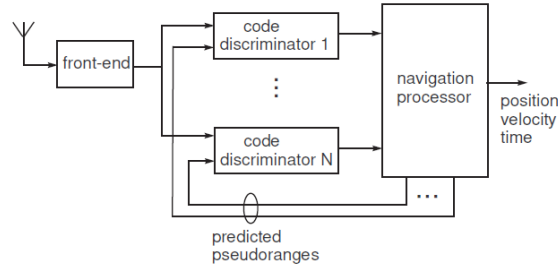 code
discriminator 1
front-end
...
navigation
processor
position
velocity
time
code
discriminator N
...
predicted
pseudoranges